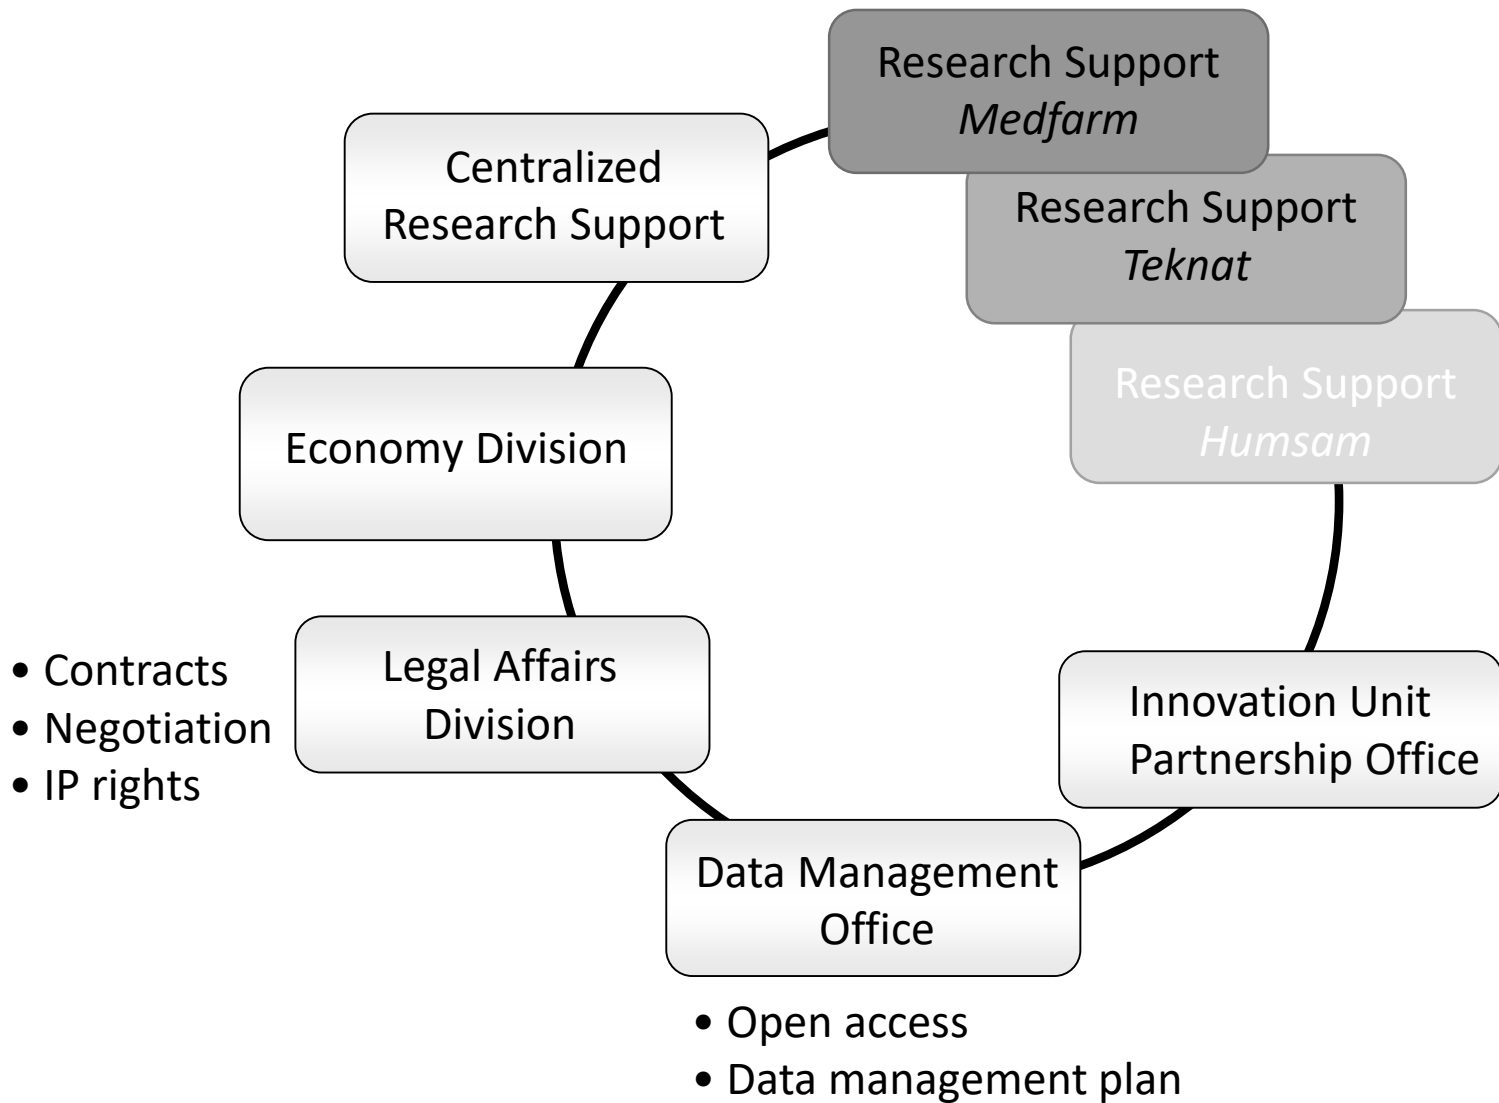 Research Support
Medfarm
Centralized
Research Support
Research Support
Teknat
Research Support
Humsam
Economy Division
Legal Affairs
Division
• Contracts
• Negotiation
• IP rights
Innovation Unit
Partnership Office
Data Management
Office
• Open access
• Data management plan